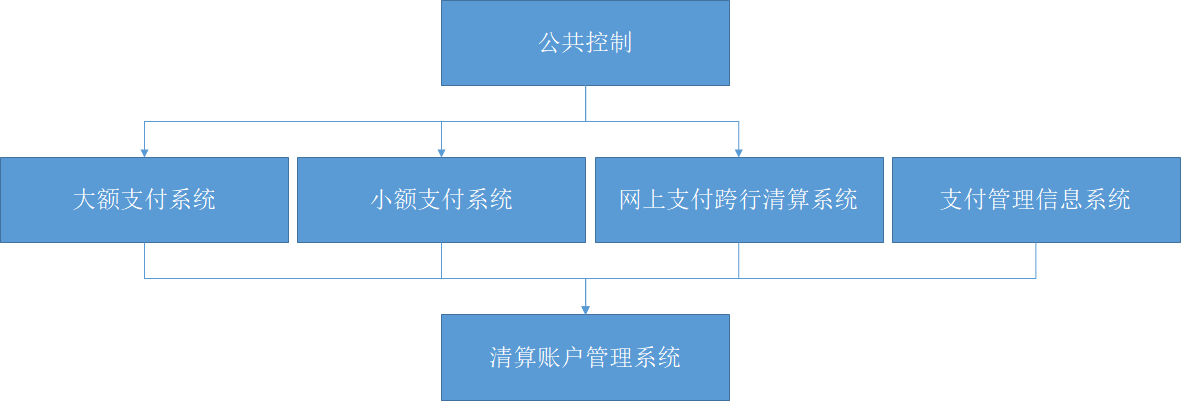 公共控制
大额支付系统
小额支付系统
网上支付跨行清算系统
支付管理信息系统
清算账户管理系统